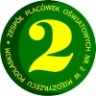 ZESPÓŁ PLACÓWEK OŚWIATOWYCH NR 2 W MIĘDZYRZECU PODLASKIM
2